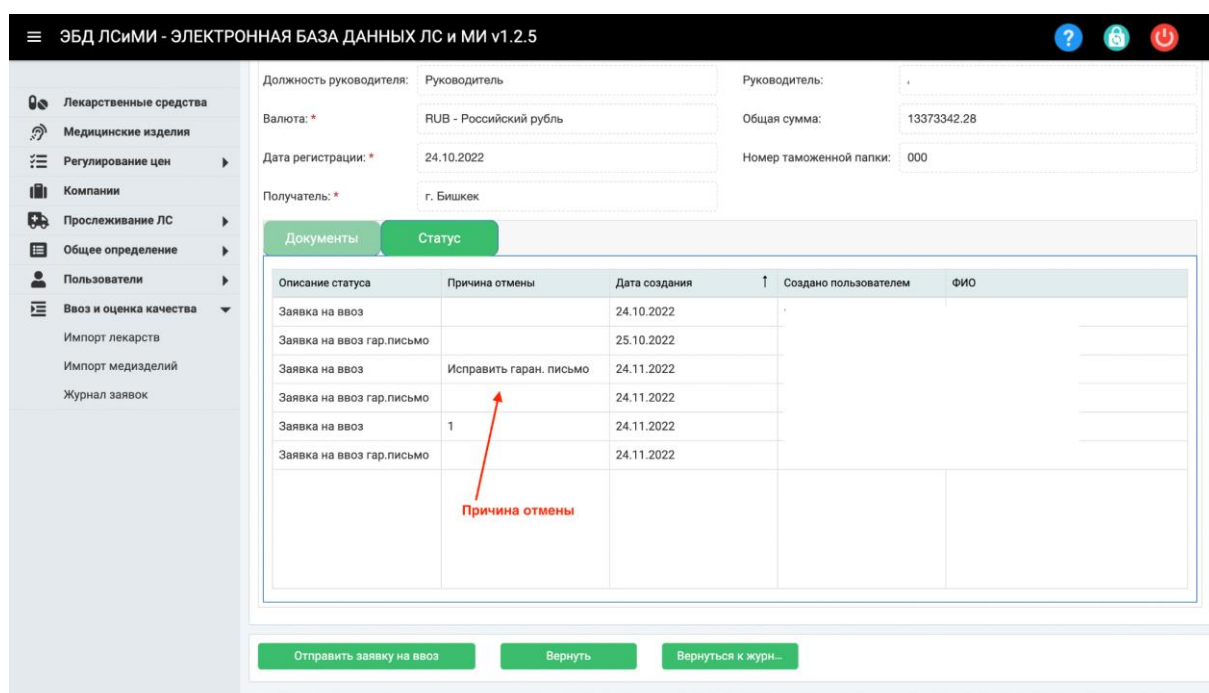 ЭБД ЛСиМИ - ЭЛЕКТРОННАЯ БАЗА ДАННЫХ ЛС и МИ v1.2.5
?
Лекарственные средства
Медицинские изделия
Регулирование цен
Компании
Прослеживание ЛС
Общее определение
Пользователи
Ввоз и оценка качества
Импорт лекарств
Импорт медизделий
Журнал заявок
Должность руководителя: Руководитель Руководитель: ,
Валюта: * RUB - Российский рубль Общая сумма: 13373342.28
Дата регистрации: * 24.10.2022 Номер таможенной папки: 000
Получатель: * г. Бишкек
Документы Статус
Описание статуса Причина отмены Дата создания ↑ Создано пользователем ФИО
Заявка на ввоз 24.10.2022
Заявка на ввоз гар.письмо 25.10.2022
Заявка на ввоз Исправить гаран. письмо 24.11.2022
Заявка на ввоз гар.письмо 24.11.2022
Заявка на ввоз 1 24.11.2022
Заявка на ввоз гар.письмо 24.11.2022
Причина отмены
Отправить заявку на ввоз Вернуть Вернуться к журн...